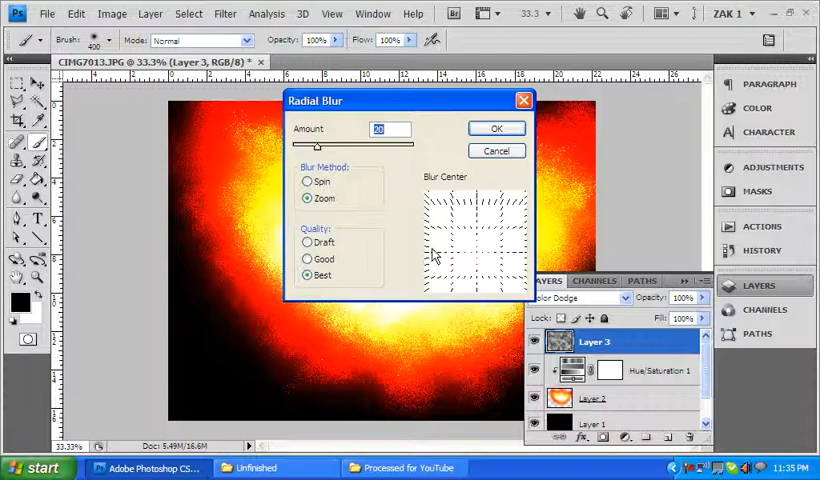 Ps File Edit Image Layer Select Filter Analysis 3D View Window Help Br 33.3 ZAK 1
Brush: 400 Mode: Normal Opacity: 100% Flow: 100%
CIMG7013.JPG @ 33.3% (Layer 3, RGB/8) *
Radial Blur
Amount 20 OK
Cancel
Blur Method:
Spin
Zoom
Blur Center
Quality:
Draft
Good
Best
PARAGRAPH
COLOR
CHARACTER
ADJUSTMENTS
MASKS
ACTIONS
HISTORY
LAYERS
CHANNELS
PATHS
LAYERS CHANNELS PATHS
Color Dodge Opacity: 100%
Lock: Fill: 100%
Layer 3
Hue/Saturation 1
Layer 2
Layer 1
33.33% Doc: 5.49M/16.6M
start Adobe Photoshop CS... Unfinished Processed for YouTube 11:35 PM